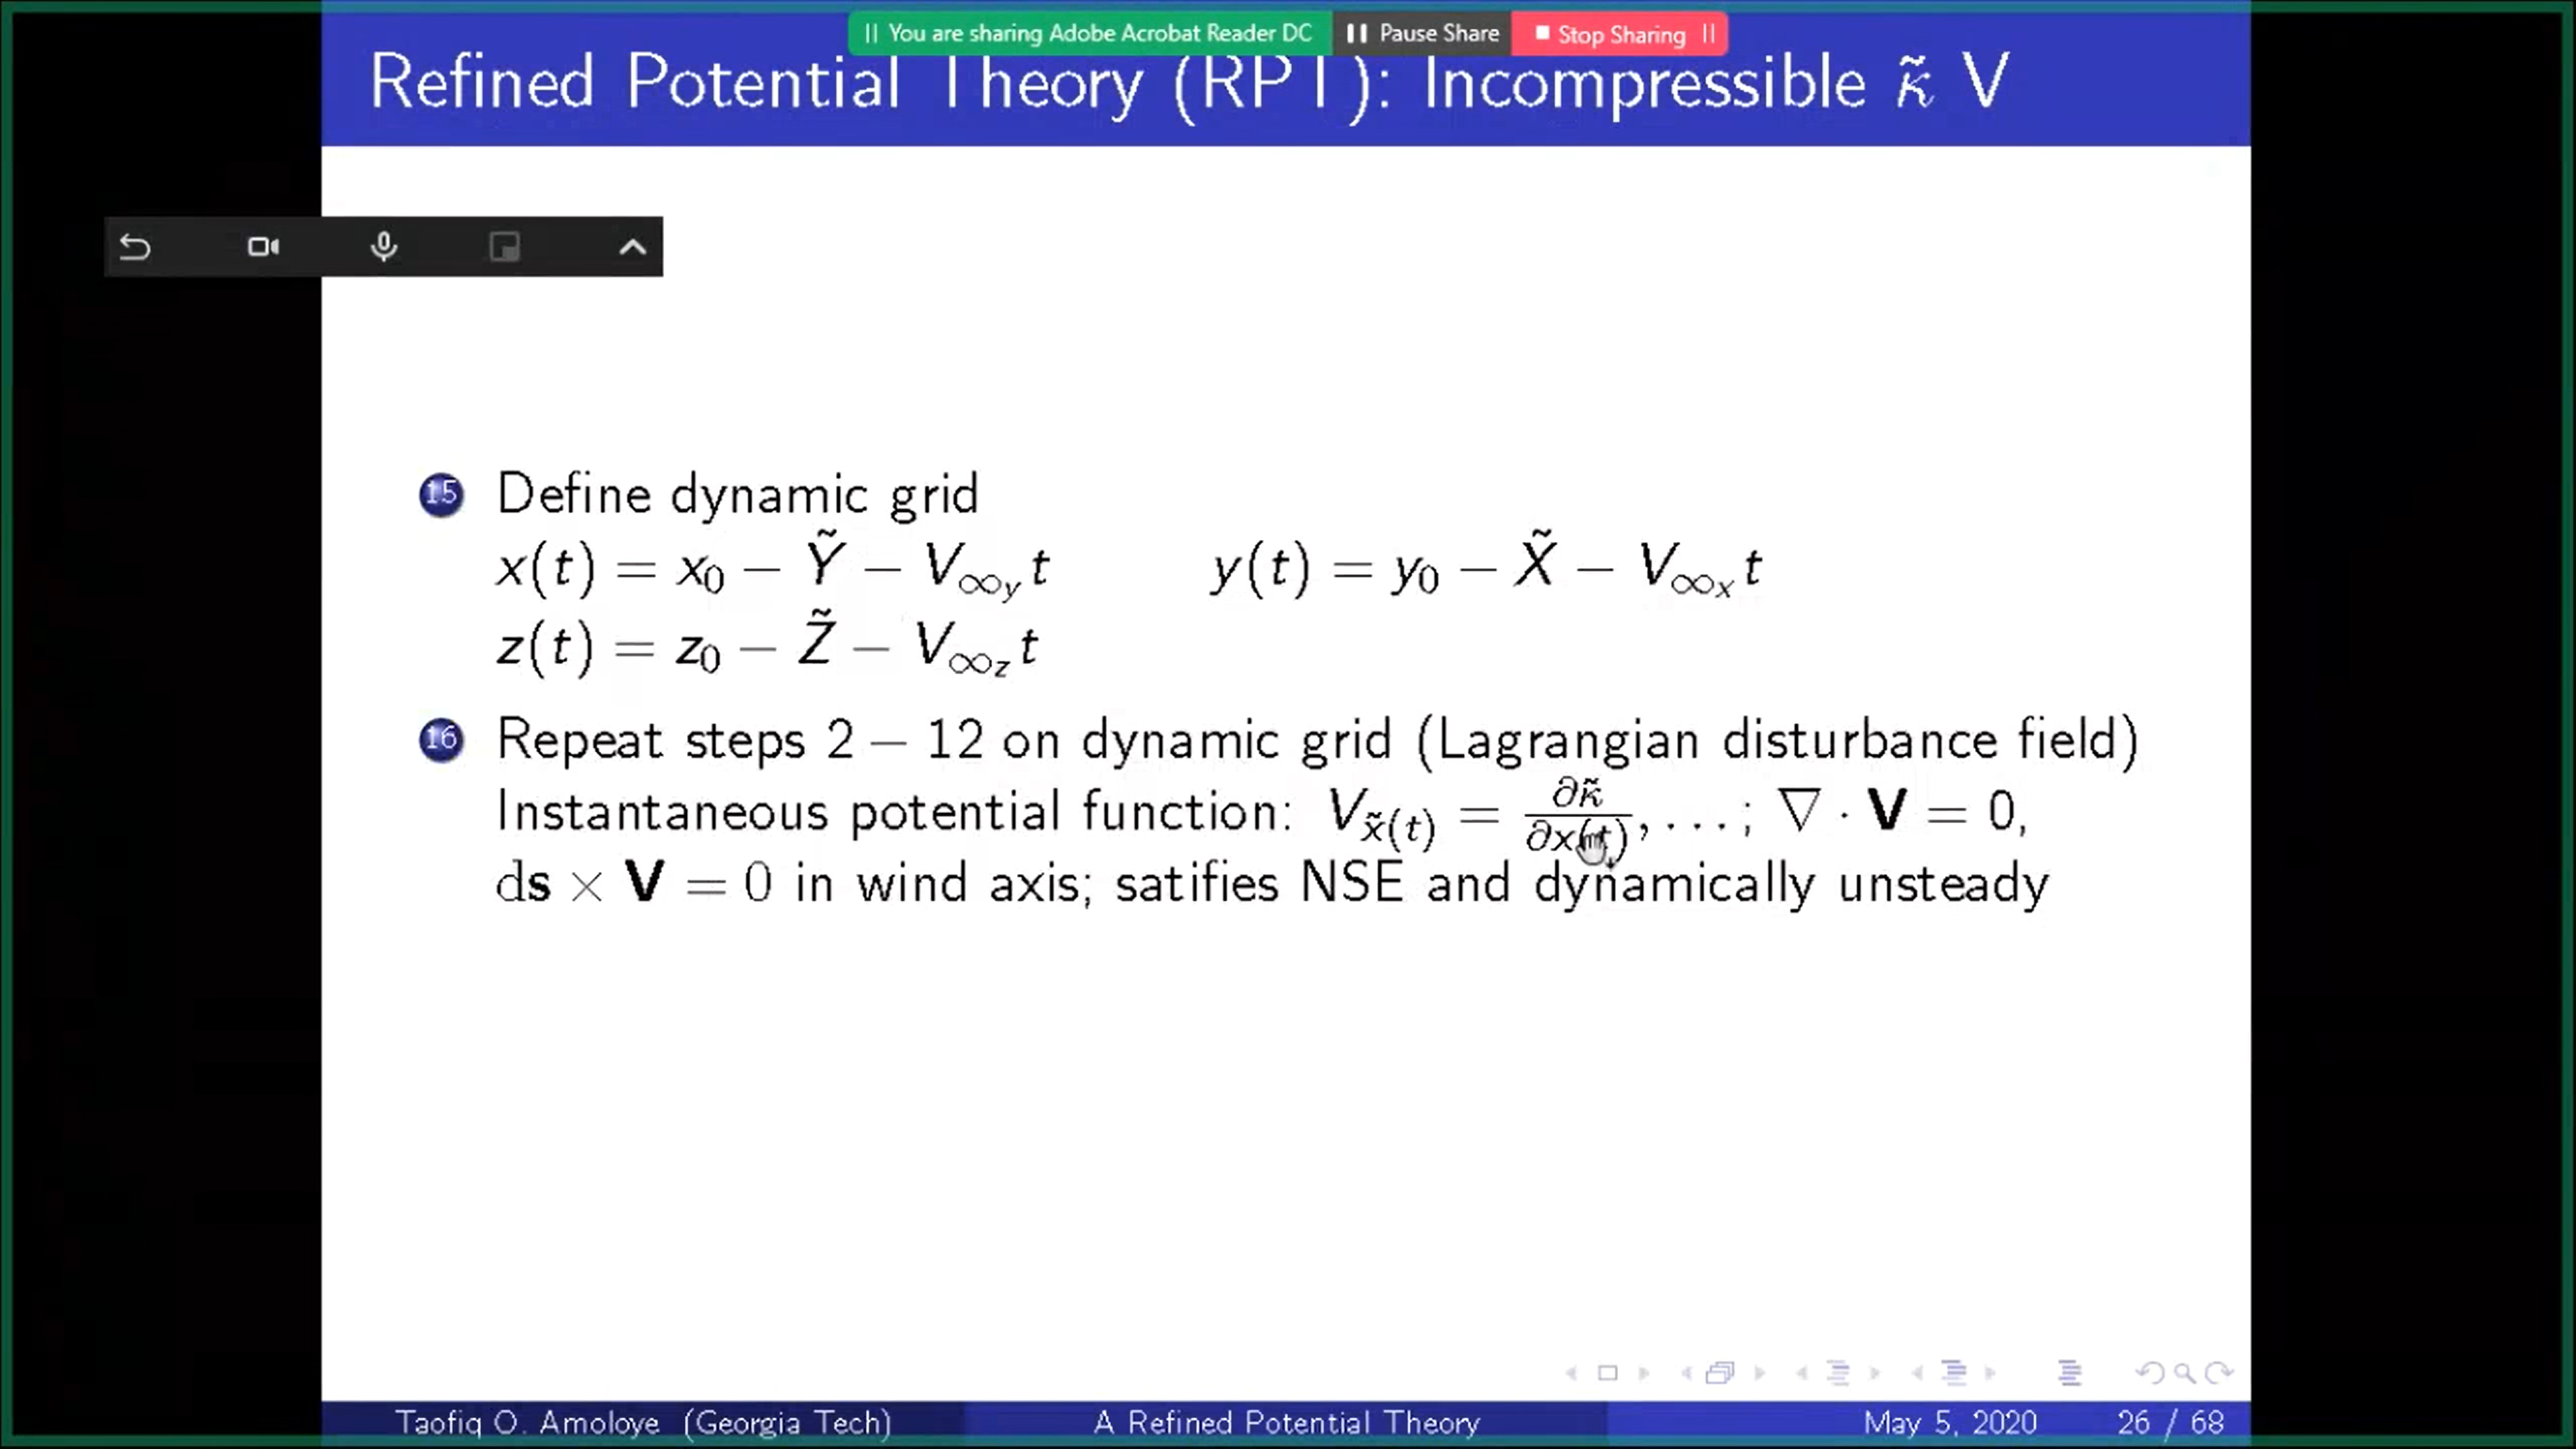 You are sharing Adobe Acrobat Reader DC Pause Share Stop Sharing
Refined Potential Theory (RPT): Incompressible κ̃ V
15 Define dynamic grid
x(t) = x₀ − Ỹ − V∞y t y(t) = y₀ − X̃ − V∞x t
z(t) = z₀ − Z̃ − V∞z t
16 Repeat steps 2 − 12 on dynamic grid (Lagrangian disturbance field)
Instantaneous potential function: V_x̃(t) = ∂κ̃/∂x(t), ...; ∇ · V = 0,
ds × V = 0 in wind axis; satifies NSE and dynamically unsteady
Taofiq O. Amoloye (Georgia Tech) A Refined Potential Theory May 5, 2020 26 / 68